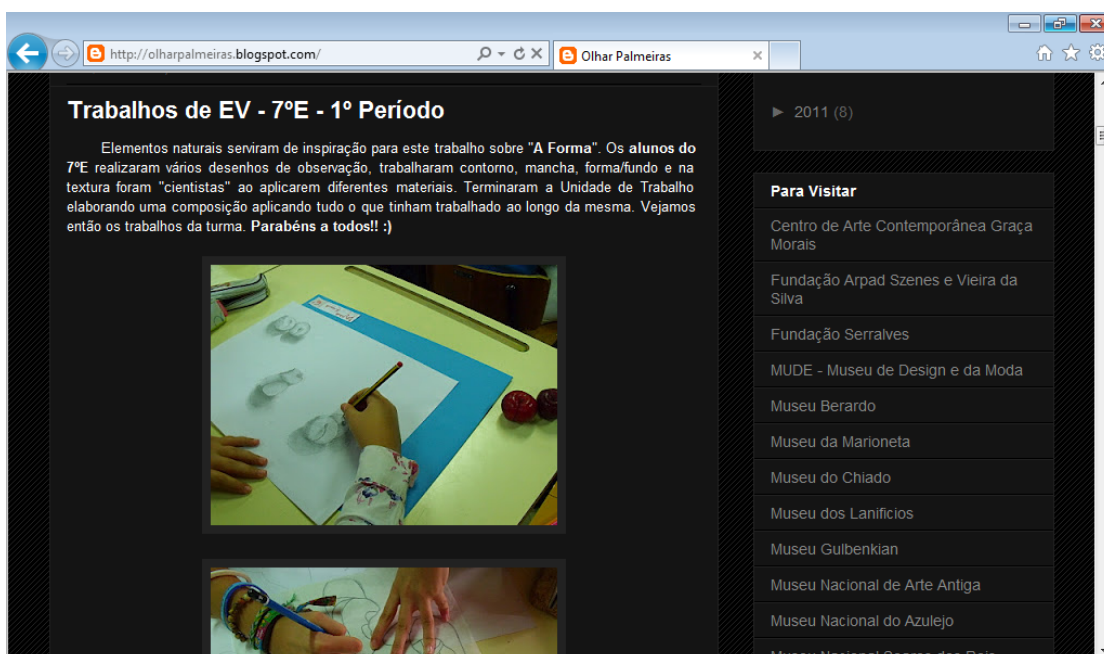 http://olharpalmeiras.blogspot.com/
Olhar Palmeiras
Trabalhos de EV - 7ºE - 1º Período
Elementos naturais serviram de inspiração para este trabalho sobre "A Forma". Os alunos do
7ºE realizaram vários desenhos de observação, trabalharam contorno, mancha, forma/fundo e na
textura foram "cientistas" ao aplicarem diferentes materiais. Terminaram a Unidade de Trabalho
elaborando uma composição aplicando tudo o que tinham trabalhado ao longo da mesma. Vejamos
então os trabalhos da turma. Parabéns a todos!! :)
► 2011 (8)
Para Visitar
Centro de Arte Contemporânea Graça
Morais
Fundação Arpad Szenes e Vieira da
Silva
Fundação Serralves
MUDE - Museu de Design e da Moda
Museu Berardo
Museu da Marioneta
Museu do Chiado
Museu dos Lanificios
Museu Gulbenkian
Museu Nacional de Arte Antiga
Museu Nacional do Azulejo